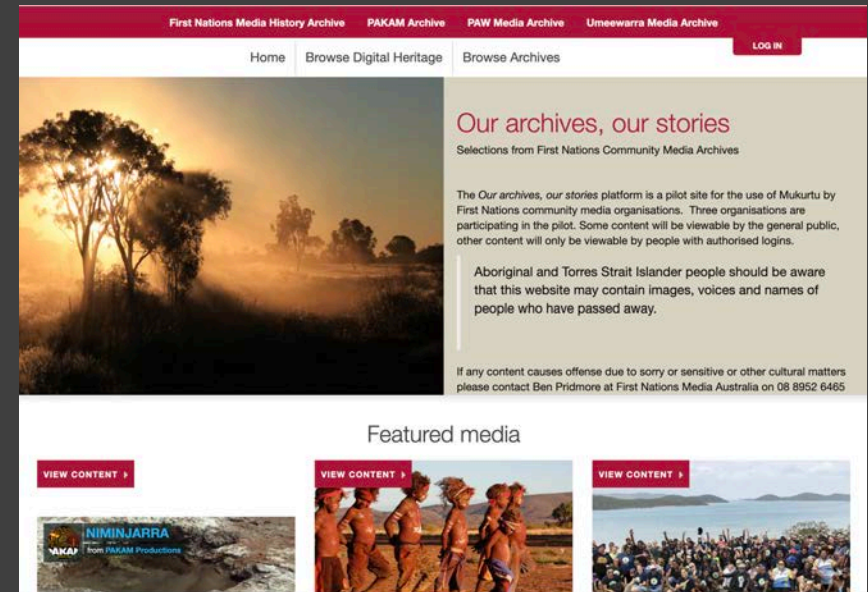 First Nations Media History Archive PAKAM Archive PAW Media Archive Umeewarra Media Archive
LOG IN
Home Browse Digital Heritage Browse Archives
Our archives, our stories
Selections from First Nations Community Media Archives
The Our archives, our stories platform is a pilot site for the use of Mukurtu by
First Nations community media organisations. Three organisations are
participating in the pilot. Some content will be viewable by the general public,
other content will only be viewable by people with authorised logins.
Aboriginal and Torres Strait Islander people should be aware
that this website may contain images, voices and names of
people who have passed away.
If any content causes offense due to sorry or sensitive or other cultural matters
please contact Ben Pridmore at First Nations Media Australia on 08 8952 6465
Featured media
VIEW CONTENT VIEW CONTENT VIEW CONTENT
NIMINJARRA
PAKAM from PAKAM Productions